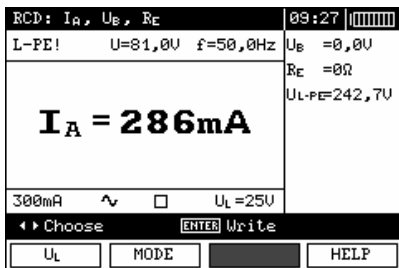 RCD: IA, UB, RE 09:27
L-PE! U=81,0V f=50,0Hz
UB =0,0V
RE =0Ω
UL-PE=242,7V
IA = 286mA
300mA UL=25V
Choose ENTER Write
UL MODE HELP